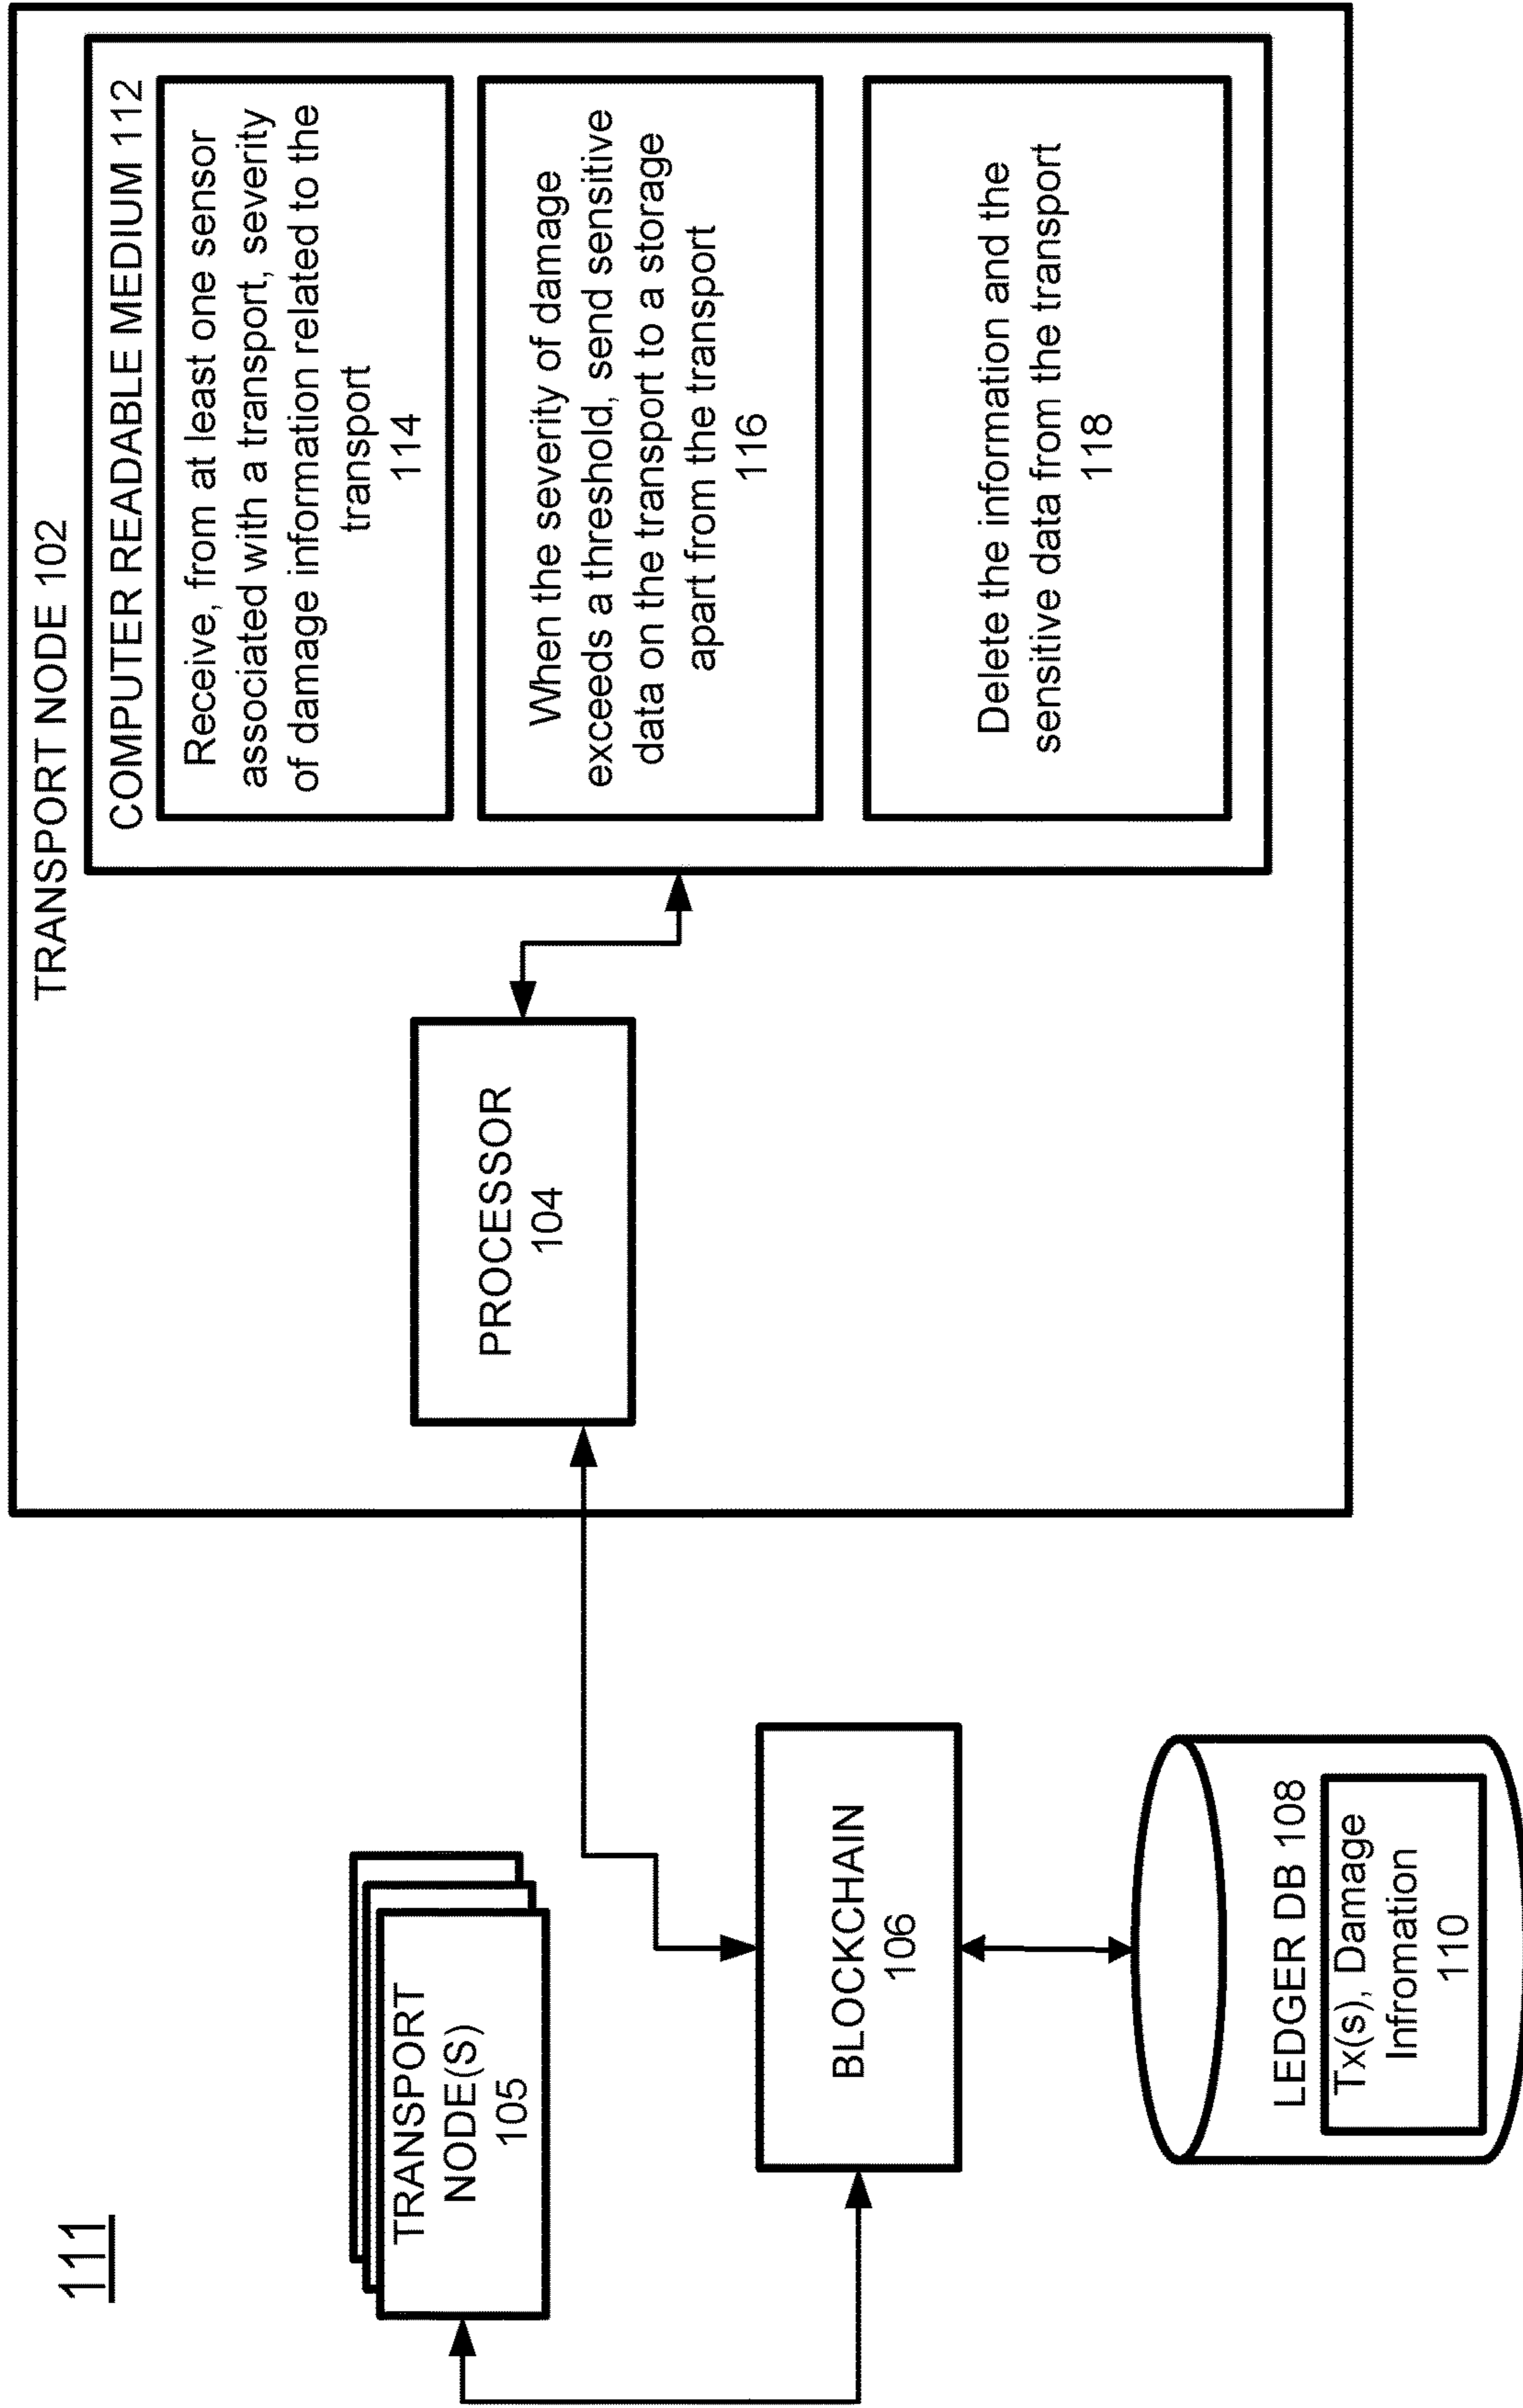 111
TRANSPORT NODE 102
COMPUTER READABLE MEDIUM 112
Receive, from at least one sensor
associated with a transport, severity
of damage information related to the
transport
114
When the severity of damage
exceeds a threshold, send sensitive
data on the transport to a storage
apart from the transport
116
Delete the information and the
sensitive data from the transport
118
PROCESSOR
104
TRANSPORT
NODE(S)
105
BLOCKCHAIN
106
LEDGER DB 108
Tx(s), Damage
Infromation
110